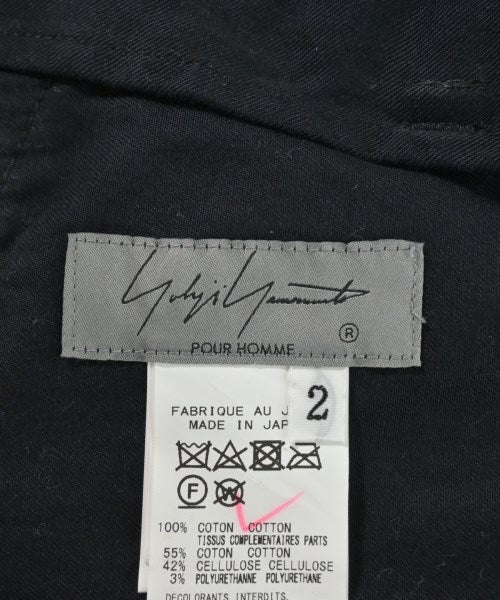 Yohji Yamamoto
®
POUR HOMME
2
FABRIQUE AU J
MADE IN JAP
F
W
100% COTON COTTON
TISSUS COMPLEMENTAIRES PARTS
55% COTON COTTON
42% CELLULOSE CELLULOSE
3% POLYURETHANNE POLYURETHANE
DECOLORANTS INTERDITS.